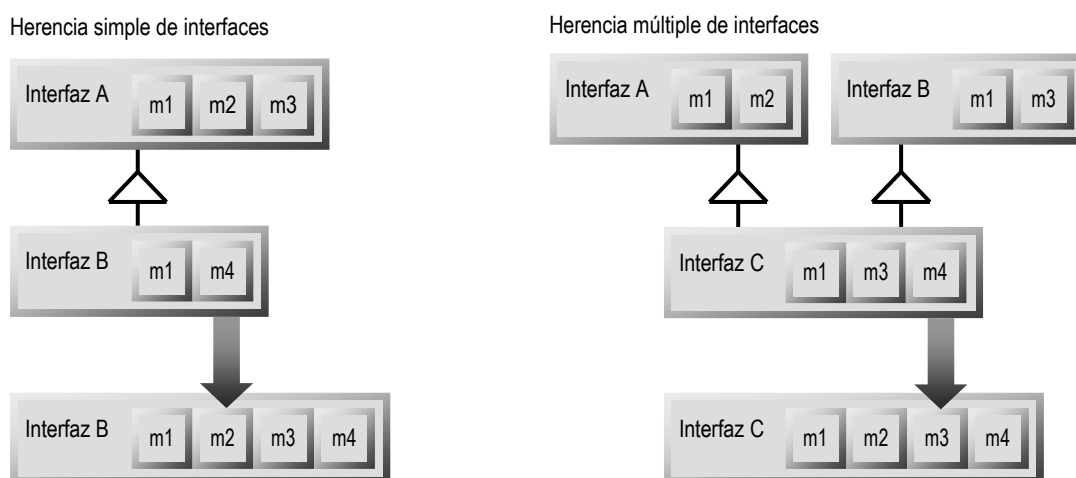 Herencia simple de interfaces
Interfaz A m1 m2 m3
Interfaz B m1 m4
Interfaz B m1 m2 m3 m4
Herencia múltiple de interfaces
Interfaz A m1 m2
Interfaz B m1 m3
Interfaz C m1 m3 m4
Interfaz C m1 m2 m3 m4